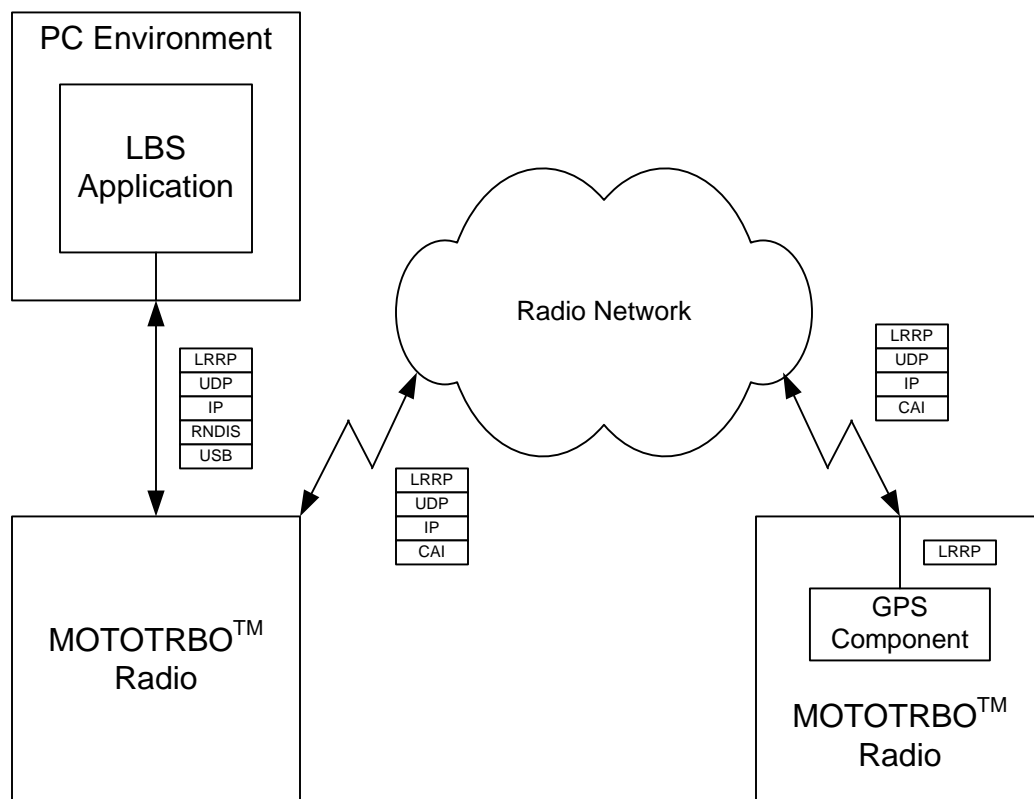 PC Environment
LBS
Application
Radio Network
LRRP
UDP
IP
RNDIS
USB
LRRP
UDP
IP
CAI
LRRP
UDP
IP
CAI
MOTOTRBO™
Radio
LRRP
GPS
Component
MOTOTRBO™
Radio